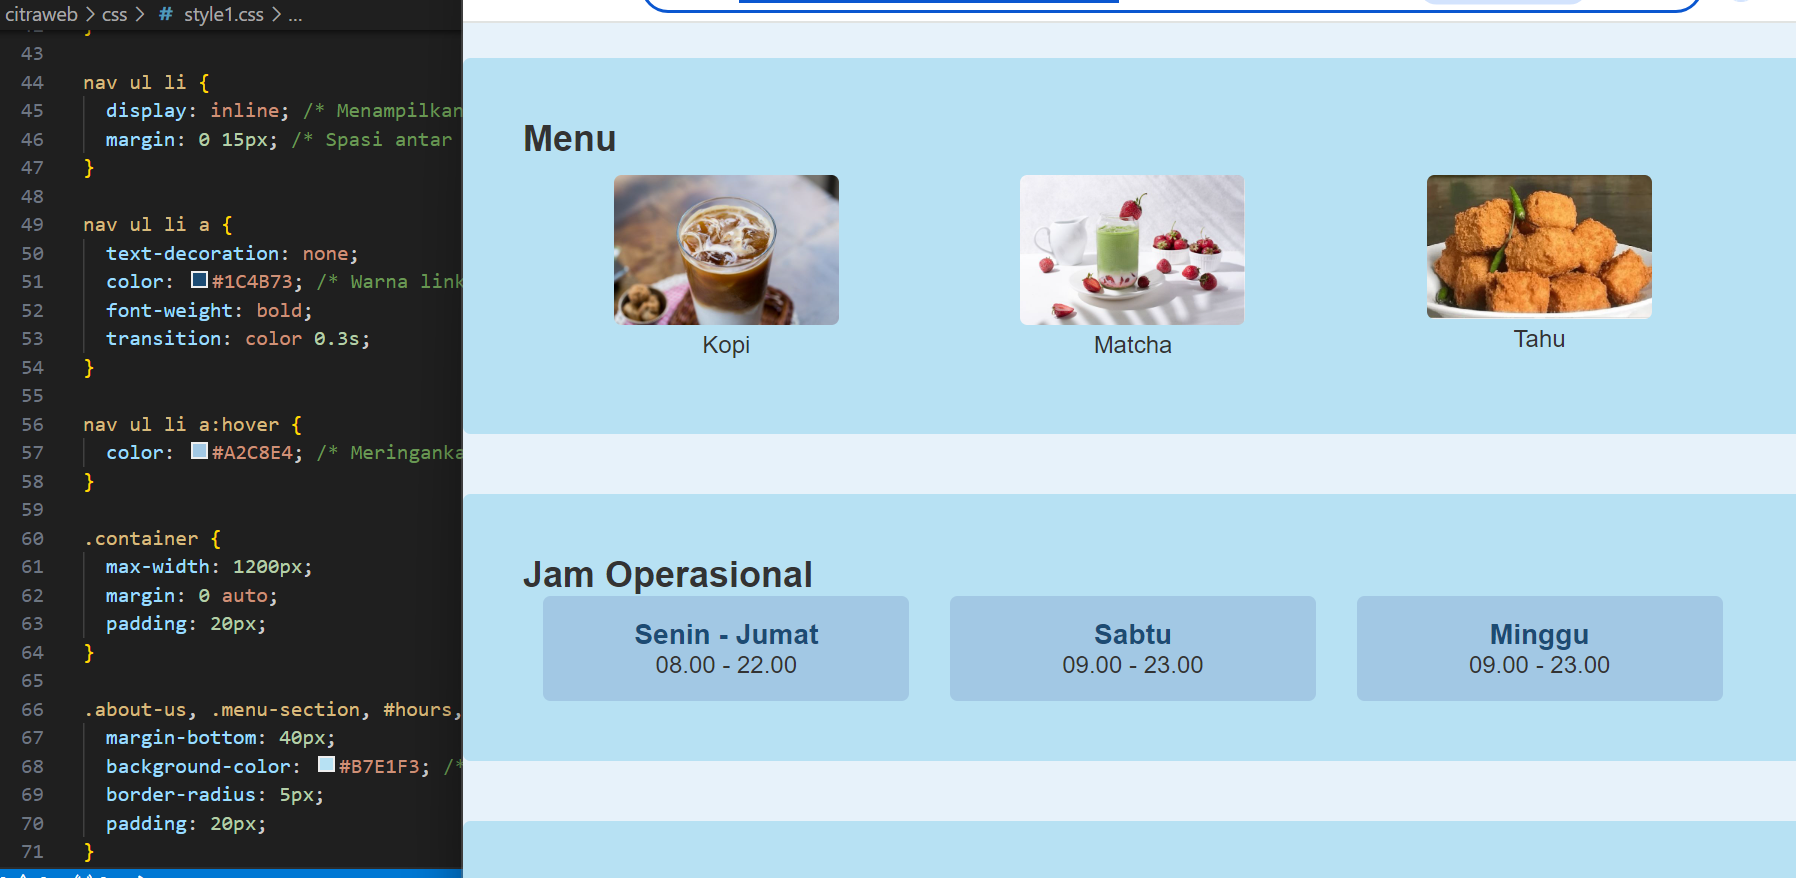 citraweb > css > # style1.css > ...
42 }
43
44 nav ul li {
45 display: inline; /* Menampilkan
46 margin: 0 15px; /* Spasi antar
47 }
48
49 nav ul li a {
50 text-decoration: none;
51 color: #1C4B73; /* Warna link
52 font-weight: bold;
53 transition: color 0.3s;
54 }
55
56 nav ul li a:hover {
57 color: #A2C8E4; /* Meringanka
58 }
59
60 .container {
61 max-width: 1200px;
62 margin: 0 auto;
63 padding: 20px;
64 }
65
66 .about-us, .menu-section, #hours,
67 margin-bottom: 40px;
68 background-color: #B7E1F3; /*
69 border-radius: 5px;
70 padding: 20px;
71 }
Menu
Kopi
Matcha
Tahu
Jam Operasional
Senin - Jumat
08.00 - 22.00
Sabtu
09.00 - 23.00
Minggu
09.00 - 23.00